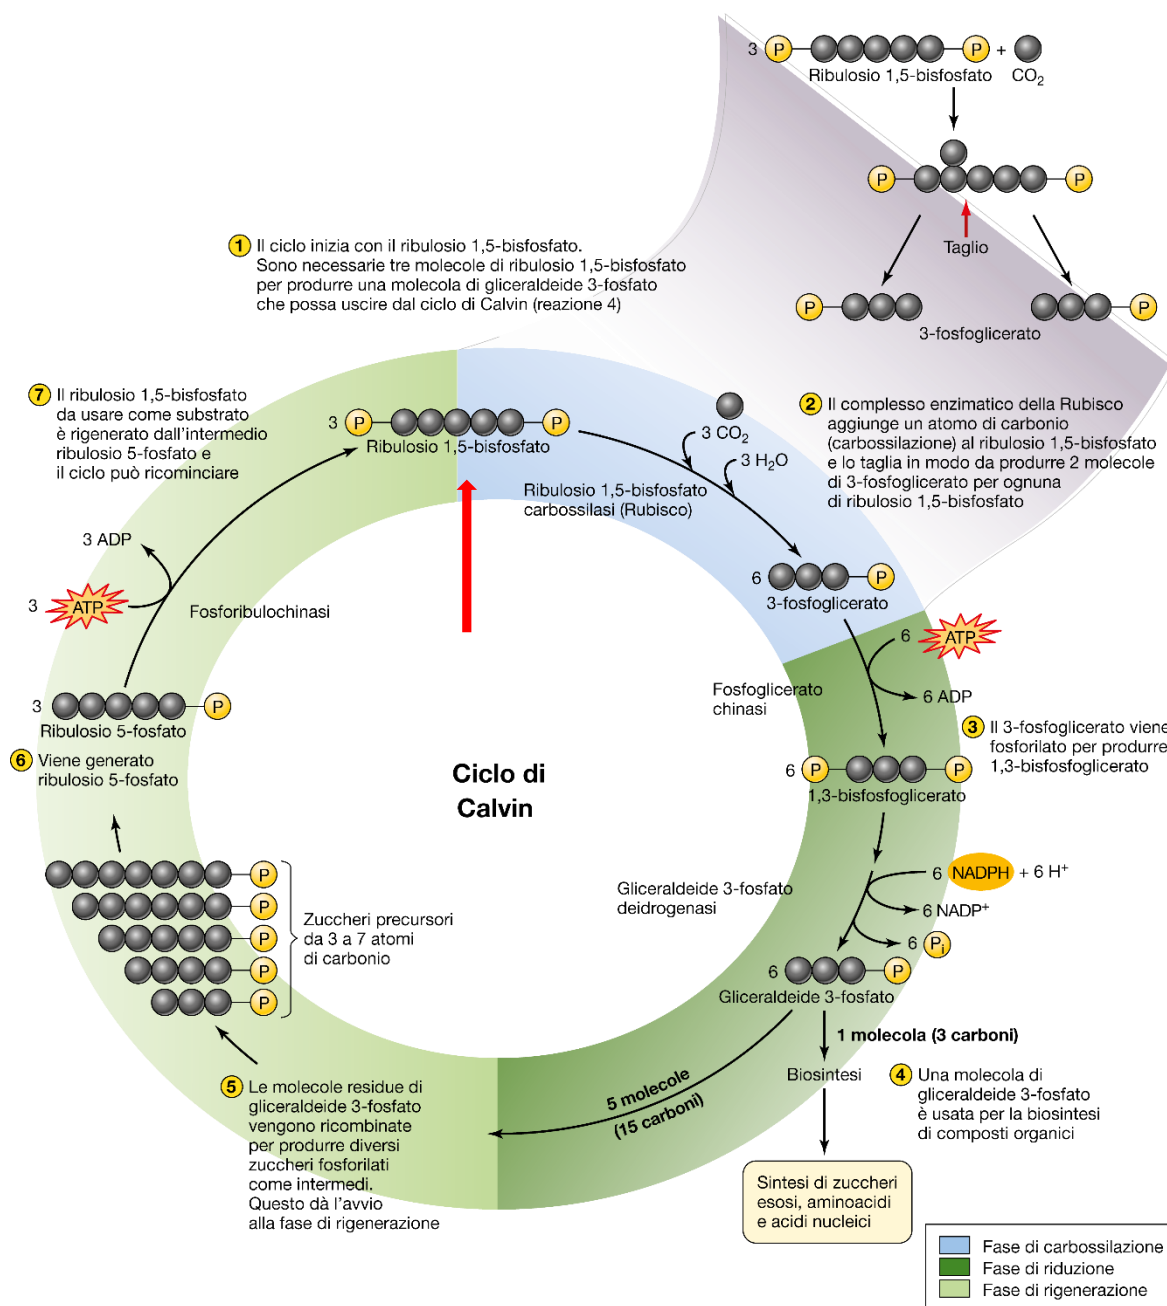 3 P P + 
Ribulosio 1,5-bisfosfato CO₂
P P
Taglio
P P
3-fosfoglicerato
1 Il ciclo inizia con il ribulosio 1,5-bisfosfato.
Sono necessarie tre molecole di ribulosio 1,5-bisfosfato
per produrre una molecola di gliceraldeide 3-fosfato
che possa uscire dal ciclo di Calvin (reazione 4)
2 Il complesso enzimatico della Rubisco
aggiunge un atomo di carbonio
(carbossilazione) al ribulosio 1,5-bisfosfato
e lo taglia in modo da produrre 2 molecole
di 3-fosfoglicerato per ognuna
di ribulosio 1,5-bisfosfato
7 Il ribulosio 1,5-bisfosfato
da usare come substrato
è rigenerato dall'intermedio
ribulosio 5-fosfato e
il ciclo può ricominciare
3 P P
Ribulosio 1,5-bisfosfato
3 CO₂
3 H₂O
Ribulosio 1,5-bisfosfato
carbossilasi (Rubisco)
6 P
3-fosfoglicerato
6 ATP
6 ADP
Fosfoglicerato
chinasi
3 Il 3-fosfoglicerato viene
fosforilato per produrre
1,3-bisfosfoglicerato
6 P P
1,3-bisfosfoglicerato
6 NADPH + 6 H⁺
6 NADP⁺
6 Pᵢ
Gliceraldeide 3-fosfato
deidrogenasi
6 P
Gliceraldeide 3-fosfato
1 molecola (3 carboni)
Biosintesi
4 Una molecola di
gliceraldeide 3-fosfato
è usata per la biosintesi
di composti organici
Sintesi di zuccheri
esosi, aminoacidi
e acidi nucleici
5 molecole
(15 carboni)
5 Le molecole residue di
gliceraldeide 3-fosfato
vengono ricombinate
per produrre diversi
zuccheri fosforilati
come intermedi.
Questo dà l'avvio
alla fase di rigenerazione
P
P
P
P
P
Zuccheri precursori
da 3 a 7 atomi
di carbonio
6 Viene generato
ribulosio 5-fosfato
3 P
Ribulosio 5-fosfato
3 ATP
3 ADP
Fosforibulochinasi
Ciclo di
Calvin
Fase di carbossilazione
Fase di riduzione
Fase di rigenerazione